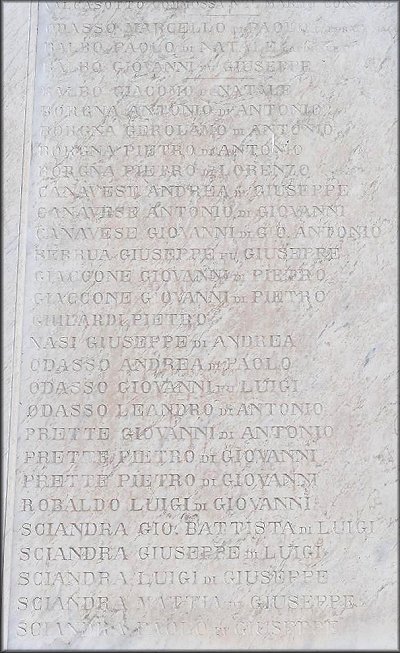 ODASSO MARCELLO DI PAOLO
BALBO PAOLO DI NATALE
BALBO GIOVANNI FU GIUSEPPE
BALBO GIACOMO DI NATALE
BORGNA ANTONIO DI ANTONIO
BORGNA GEROLAMO DI ANTONIO
BORGNA PIETRO DI ANTONIO
BORGNA PIETRO DI LORENZO
CANAVESE ANDREA DI GIUSEPPE
CANAVESE ANTONIO DI GIOVANNI
CANAVESE GIOVANNI DI GIO. ANTONIO
FERRUA GIUSEPPE FU GIUSEPPE
GIACCONE GIOVANNI DI PIETRO
GIACCONE GIOVANNI DI PIETRO
GHILARDI PIETRO
NASI GIUSEPPE DI ANDREA
ODASSO ANDREA DI PAOLO
ODASSO GIOVANNI FU LUIGI
ODASSO LEANDRO DI ANTONIO
PRETTE GIOVANNI DI ANTONIO
PRETTE PIETRO DI GIOVANNI
PRETTE PIETRO DI GIOVANNI
ROBALDO LUIGI DI GIOVANNI
SCIANDRA GIO. BATTISTA DI LUIGI
SCIANDRA GIUSEPPE DI LUIGI
SCIANDRA LUIGI DI GIUSEPPE
SCIANDRA MATTIA DI GIUSEPPE
SCIANDRA PAOLO DI GIUSEPPE